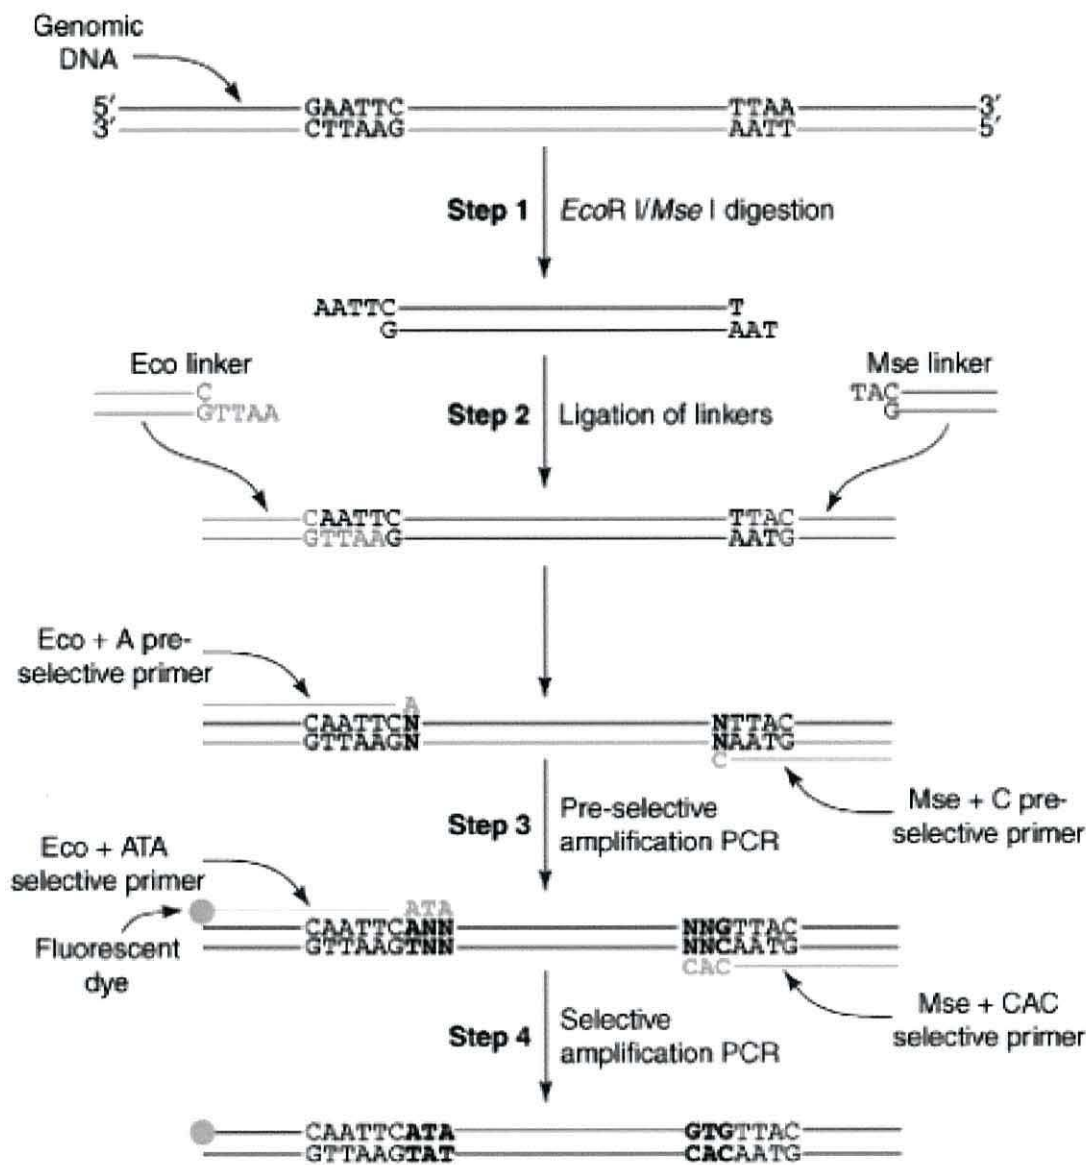 Genomic
DNA
5′ GAATTC TTAA 3′
3′ CTTAAG AATT 5′
Step 1 EcoR I/Mse I digestion
AATTC T
G AAT
Eco linker
C
GTTAA
Mse linker
TAC
G
Step 2 Ligation of linkers
CAATTC TTAC
GTTAAG AATG
Eco + A pre-
selective primer
A
CAATTCN NTTAC
GTTAAGN NAATG
C
Mse + C pre-
selective primer
Step 3 Pre-selective
amplification PCR
Eco + ATA
selective primer
Fluorescent
dye
ATA
CAATTCANN NNGTTAC
GTTAAGTNN NNCAATG
CAC
Mse + CAC
selective primer
Step 4 Selective
amplification PCR
CAATTCATA GTGTTAC
GTTAAGTAT CACAATG